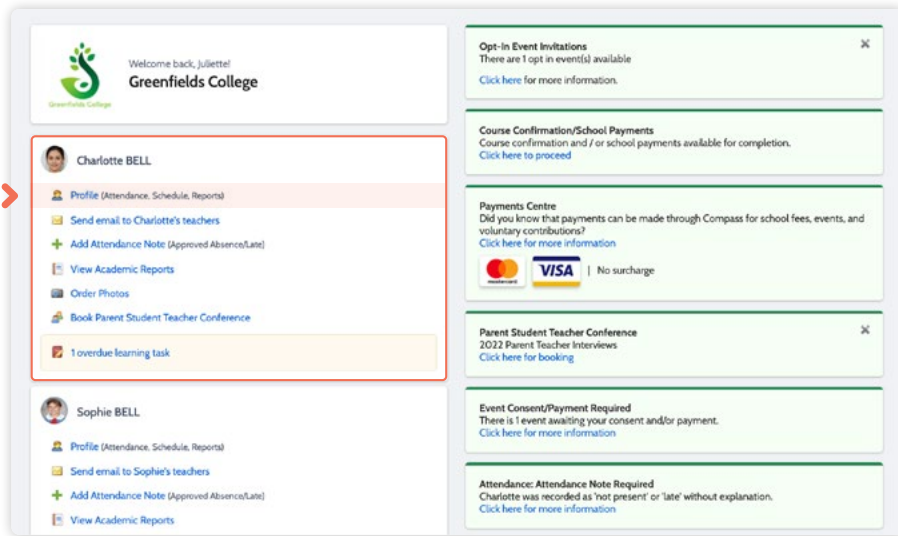 Welcome back, Juliette!
Greenfields College
Greenfields College
Charlotte BELL
Profile (Attendance, Schedule, Reports)
Send email to Charlotte's teachers
Add Attendance Note (Approved Absence/Late)
View Academic Reports
Order Photos
Book Parent Student Teacher Conference
1 overdue learning task
Sophie BELL
Profile (Attendance, Schedule, Reports)
Send email to Sophie's teachers
Add Attendance Note (Approved Absence/Late)
View Academic Reports
Opt-In Event Invitations
There are 1 opt in event(s) available
Click here for more information.
Course Confirmation/School Payments
Course confirmation and / or school payments available for completion.
Click here to proceed
Payments Centre
Did you know that payments can be made through Compass for school fees, events, and
voluntary contributions?
Click here for more information
mastercard VISA | No surcharge
Parent Student Teacher Conference
2022 Parent Teacher Interviews
Click here for booking
Event Consent/Payment Required
There is 1 event awaiting your consent and/or payment.
Click here for more information
Attendance: Attendance Note Required
Charlotte was recorded as 'not present' or 'late' without explanation.
Click here for more information